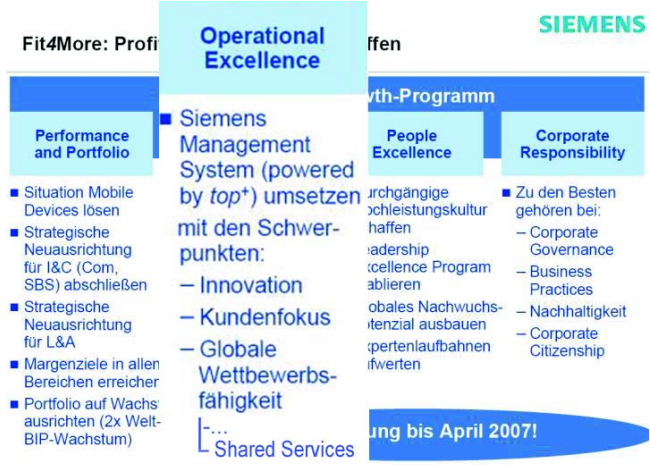 SIEMENS
Fit4More: Profi
ffen
Operational
Excellence
wth-Programm
Performance
and Portfolio
■ Situation Mobile
Devices lösen
■ Strategische
Neuausrichtung
für I&C (Com,
SBS) abschließen
■ Strategische
Neuausrichtung
für L&A
■ Margenziele in allen
Bereichen erreichen
■ Portfolio auf Wachs
ausrichten (2x Welt-
BIP-Wachstum)
■ Siemens
Management
System (powered
by top+) umsetzen
mit den Schwer-
punkten:
– Innovation
– Kundenfokus
– Globale
Wettbewerbs-
fähigkeit
-...
Shared Services
People
Excellence
urchgängige
ochleistungskultur
haffen
eadership
xcellence Program
ablieren
lobales Nachwuchs-
otenzial ausbauen
xpertenlaufbahnen
ufwerten
Corporate
Responsibility
■ Zu den Besten
gehören bei:
– Corporate
Governance
– Business
Practices
– Nachhaltigkeit
– Corporate
Citizenship
ung bis April 2007!